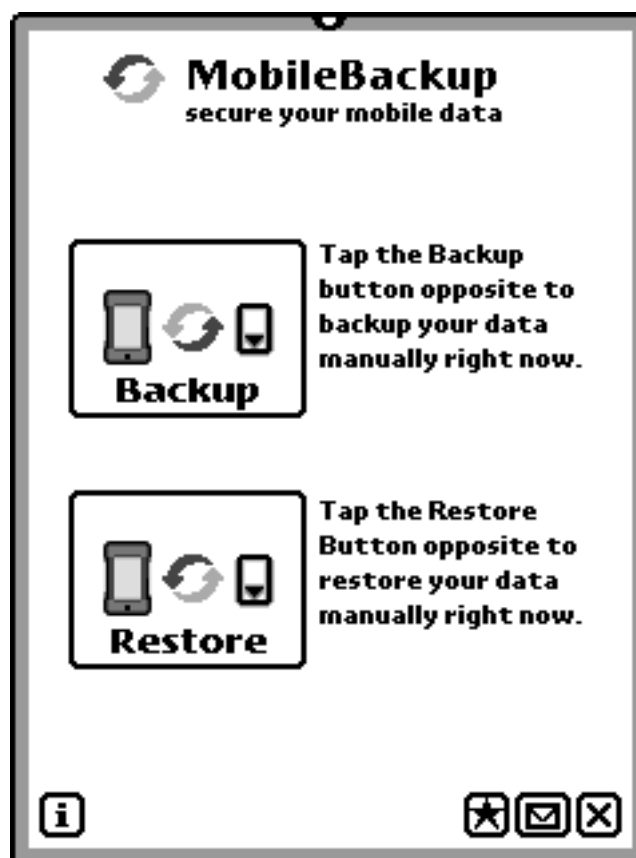 MobileBackup
secure your mobile data
Tap the Backup
button opposite to
backup your data
manually right now.
Backup
Tap the Restore
Button opposite to
restore your data
manually right now.
Restore
i